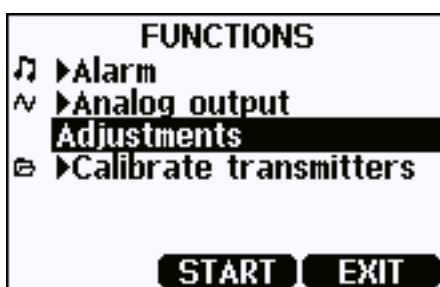 FUNCTIONS
Alarm
Analog output
Adjustments
Calibrate transmitters
START EXIT